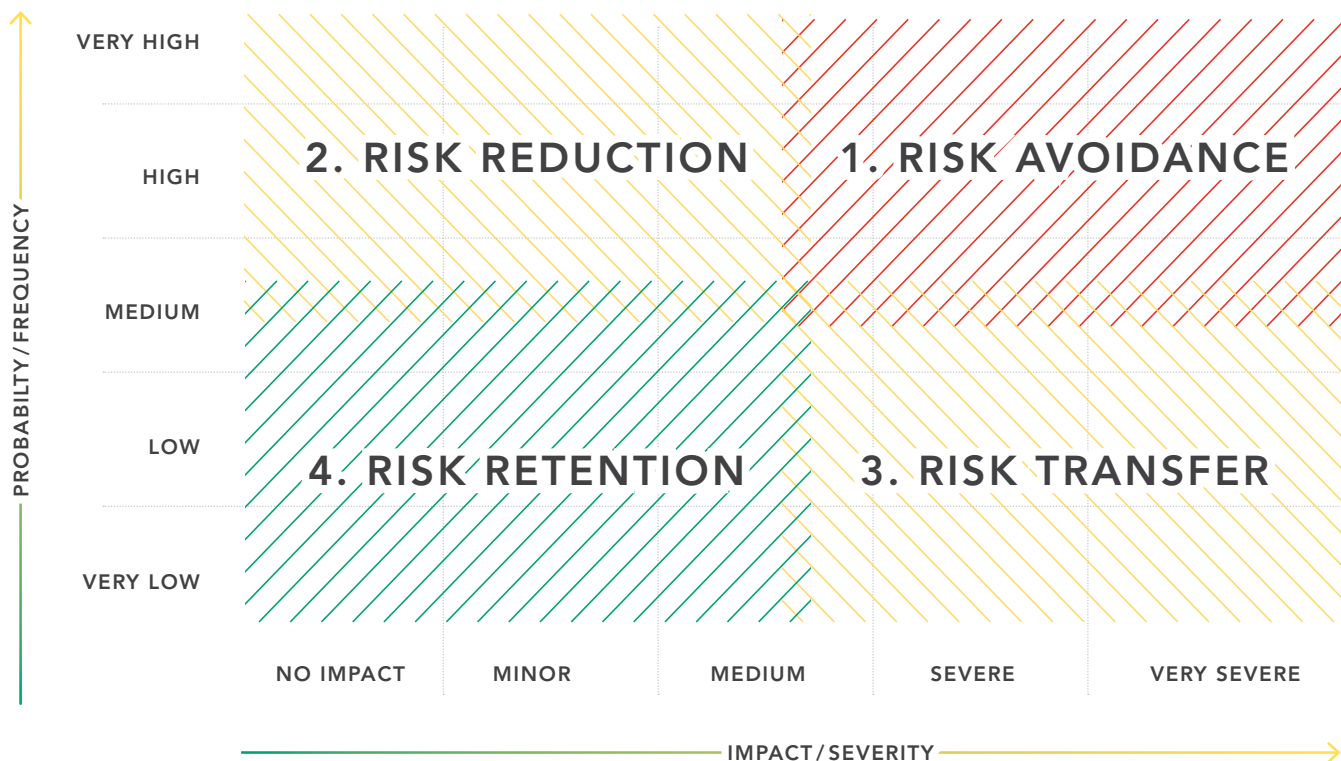 VERY HIGH
2. RISK REDUCTION
1. RISK AVOIDANCE
HIGH
PROBABILTY/FREQUENCY
MEDIUM
LOW
4. RISK RETENTION
3. RISK TRANSFER
VERY LOW
NO IMPACT
MINOR
MEDIUM
SEVERE
VERY SEVERE
IMPACT/SEVERITY